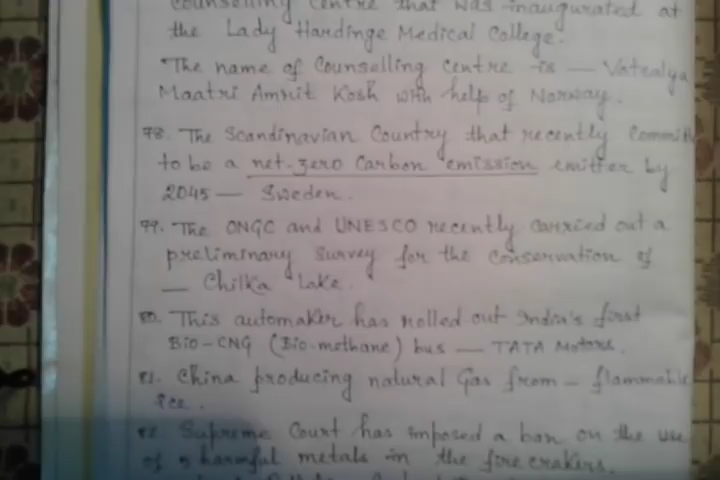 Counselling Centre that was inaugurated at
the Lady Hardinge Medical College.
The name of Counselling Centre is — Vatsalya
Maatri Amrit Kosh with help of Norway.
78. The Scandinavian Country that recently Commit
to be a net-zero Carbon emission emitter by
2045 — Sweden.
79. The ONGC and UNESCO recently carried out a
preliminary survey for the conservation of
— Chilka Lake.
80. This automaker has rolled out India's first
Bio-CNG (Bio-methane) bus — TATA Motors.
81. China producing natural Gas from – flammable
ice.
82. Supreme Court has imposed a ban on the use
of 5 harmful metals in the fire crakers.